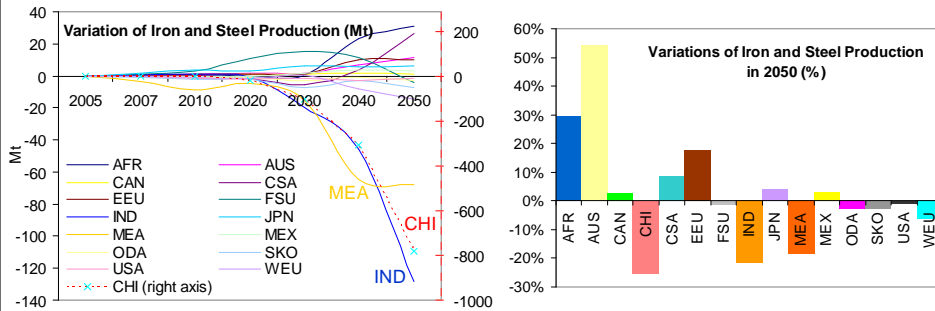 Variation of Iron and Steel Production (Mt)
40
20
0
-20
-40
-60
-80
-100
-120
-140
Mt
2005 2007 2010 2020 2030 2040 2050
200
0
-200
-400
-600
-800
-1000
AFR AUS
CAN CSA
EEU FSU
IND JPN
MEA MEX
ODA SKO
USA WEU
CHI (right axis)
MEA
CHI
IND
Variations of Iron and Steel Production
in 2050 (%)
60%
50%
40%
30%
20%
10%
0%
-10%
-20%
-30%
AFR
AUS
CAN
CHI
CSA
EEU
FSU
IND
JPN
MEA
MEX
ODA
SKO
USA
WEU